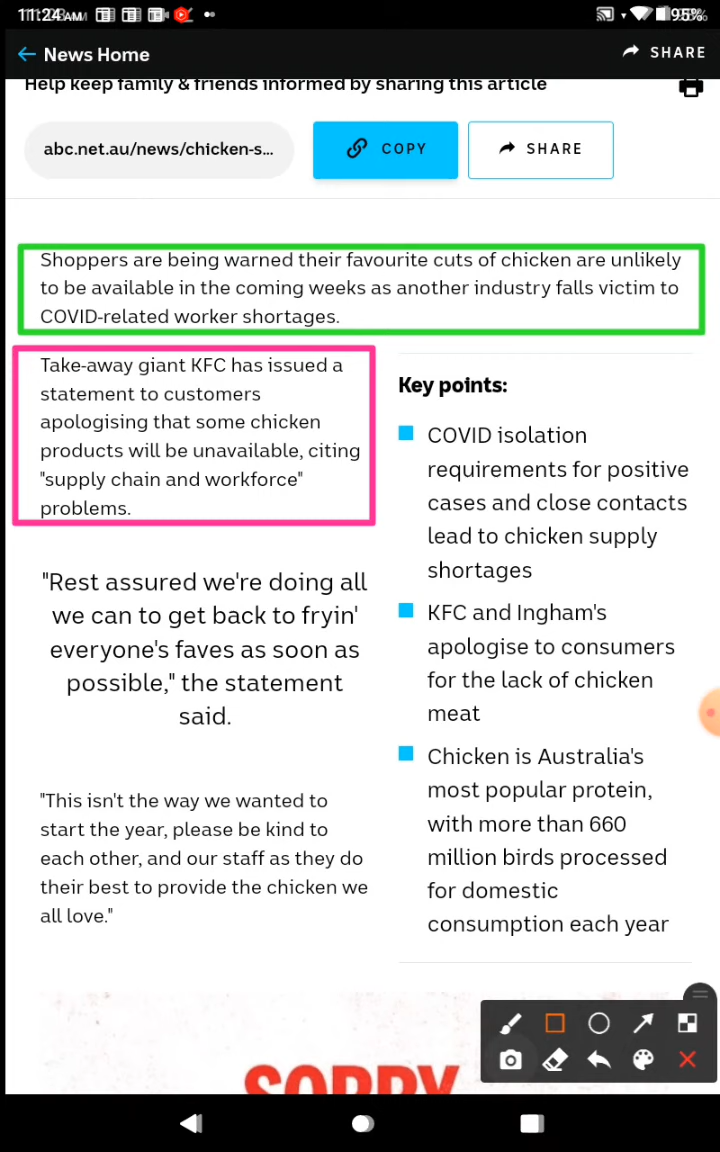 11:24 AM
95%
News Home
SHARE
Help keep family & friends informed by sharing this article
abc.net.au/news/chicken-s...
COPY
SHARE
Shoppers are being warned their favourite cuts of chicken are unlikely
to be available in the coming weeks as another industry falls victim to
COVID-related worker shortages.
Take-away giant KFC has issued a
statement to customers
apologising that some chicken
products will be unavailable, citing
"supply chain and workforce"
problems.
"Rest assured we're doing all
we can to get back to fryin'
everyone's faves as soon as
possible," the statement
said.
"This isn't the way we wanted to
start the year, please be kind to
each other, and our staff as they do
their best to provide the chicken we
all love."
Key points:
COVID isolation
requirements for positive
cases and close contacts
lead to chicken supply
shortages
KFC and Ingham's
apologise to consumers
for the lack of chicken
meat
Chicken is Australia's
most popular protein,
with more than 660
million birds processed
for domestic
consumption each year
SORRY